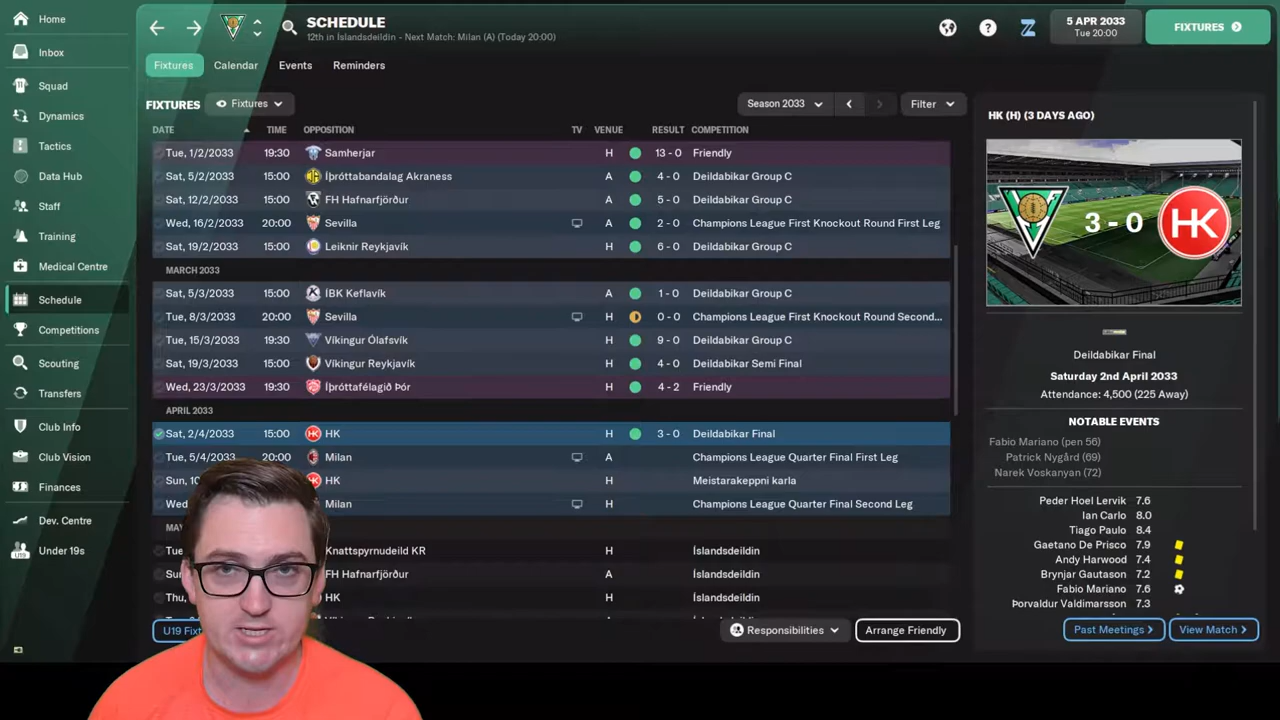 Home
Inbox
Squad
Dynamics
Tactics
Data Hub
Staff
Training
Medical Centre
Schedule
Competitions
Scouting
Transfers
Club Info
Club Vision
Finances
Dev. Centre
Under 19s
SCHEDULE
12th in Íslandsdeildin - Next Match: Milan (A) (Today 20:00)
5 APR 2033
Tue 20:00
FIXTURES
Fixtures Calendar Events Reminders
FIXTURES Fixtures Season 2033 Filter
DATE TIME OPPOSITION TV VENUE RESULT COMPETITION
Tue, 1/2/2033 19:30 Samherjar H 13 - 0 Friendly
Sat, 5/2/2033 15:00 Íþróttabandalag Akraness A 4 - 0 Deildabikar Group C
Sat, 12/2/2033 15:00 FH Hafnarfjörður A 5 - 0 Deildabikar Group C
Wed, 16/2/2033 20:00 Sevilla A 2 - 0 Champions League First Knockout Round First Leg
Sat, 19/2/2033 15:00 Leiknir Reykjavík H 6 - 0 Deildabikar Group C
MARCH 2033
Sat, 5/3/2033 15:00 ÍBK Keflavík A 1 - 0 Deildabikar Group C
Tue, 8/3/2033 20:00 Sevilla H 0 - 0 Champions League First Knockout Round Second...
Tue, 15/3/2033 19:30 Víkingur Ólafsvík H 9 - 0 Deildabikar Group C
Sat, 19/3/2033 15:00 Víkingur Reykjavík H 4 - 0 Deildabikar Semi Final
Wed, 23/3/2033 19:30 Íþróttafélagið Þór H 4 - 2 Friendly
APRIL 2033
Sat, 2/4/2033 15:00 HK H 3 - 0 Deildabikar Final
Tue, 5/4/2033 20:00 Milan A Champions League Quarter Final First Leg
Sun, 10 HK H Meistarakeppni karla
Wed Milan H Champions League Quarter Final Second Leg
MAY
Tue Knattspyrnudeild KR H Íslandsdeildin
Sun FH Hafnarfjörður A Íslandsdeildin
Thu, HK H Íslandsdeildin
U19 Fixt
Responsibilities
Arrange Friendly
HK (H) (3 DAYS AGO)
3 - 0
HK
Deildabikar Final
Saturday 2nd April 2033
Attendance: 4,500 (225 Away)
NOTABLE EVENTS
Fabio Mariano (pen 56)
Patrick Nygård (69)
Narek Voskanyan (72)
Peder Hoel Lervik 7.6
Ian Carlo 8.0
Tiago Paulo 8.4
Gaetano De Prisco 7.9
Andy Harwood 7.4
Brynjar Gautason 7.2
Fabio Mariano 7.6
Þorvaldur Valdimarsson 7.3
Past Meetings
View Match